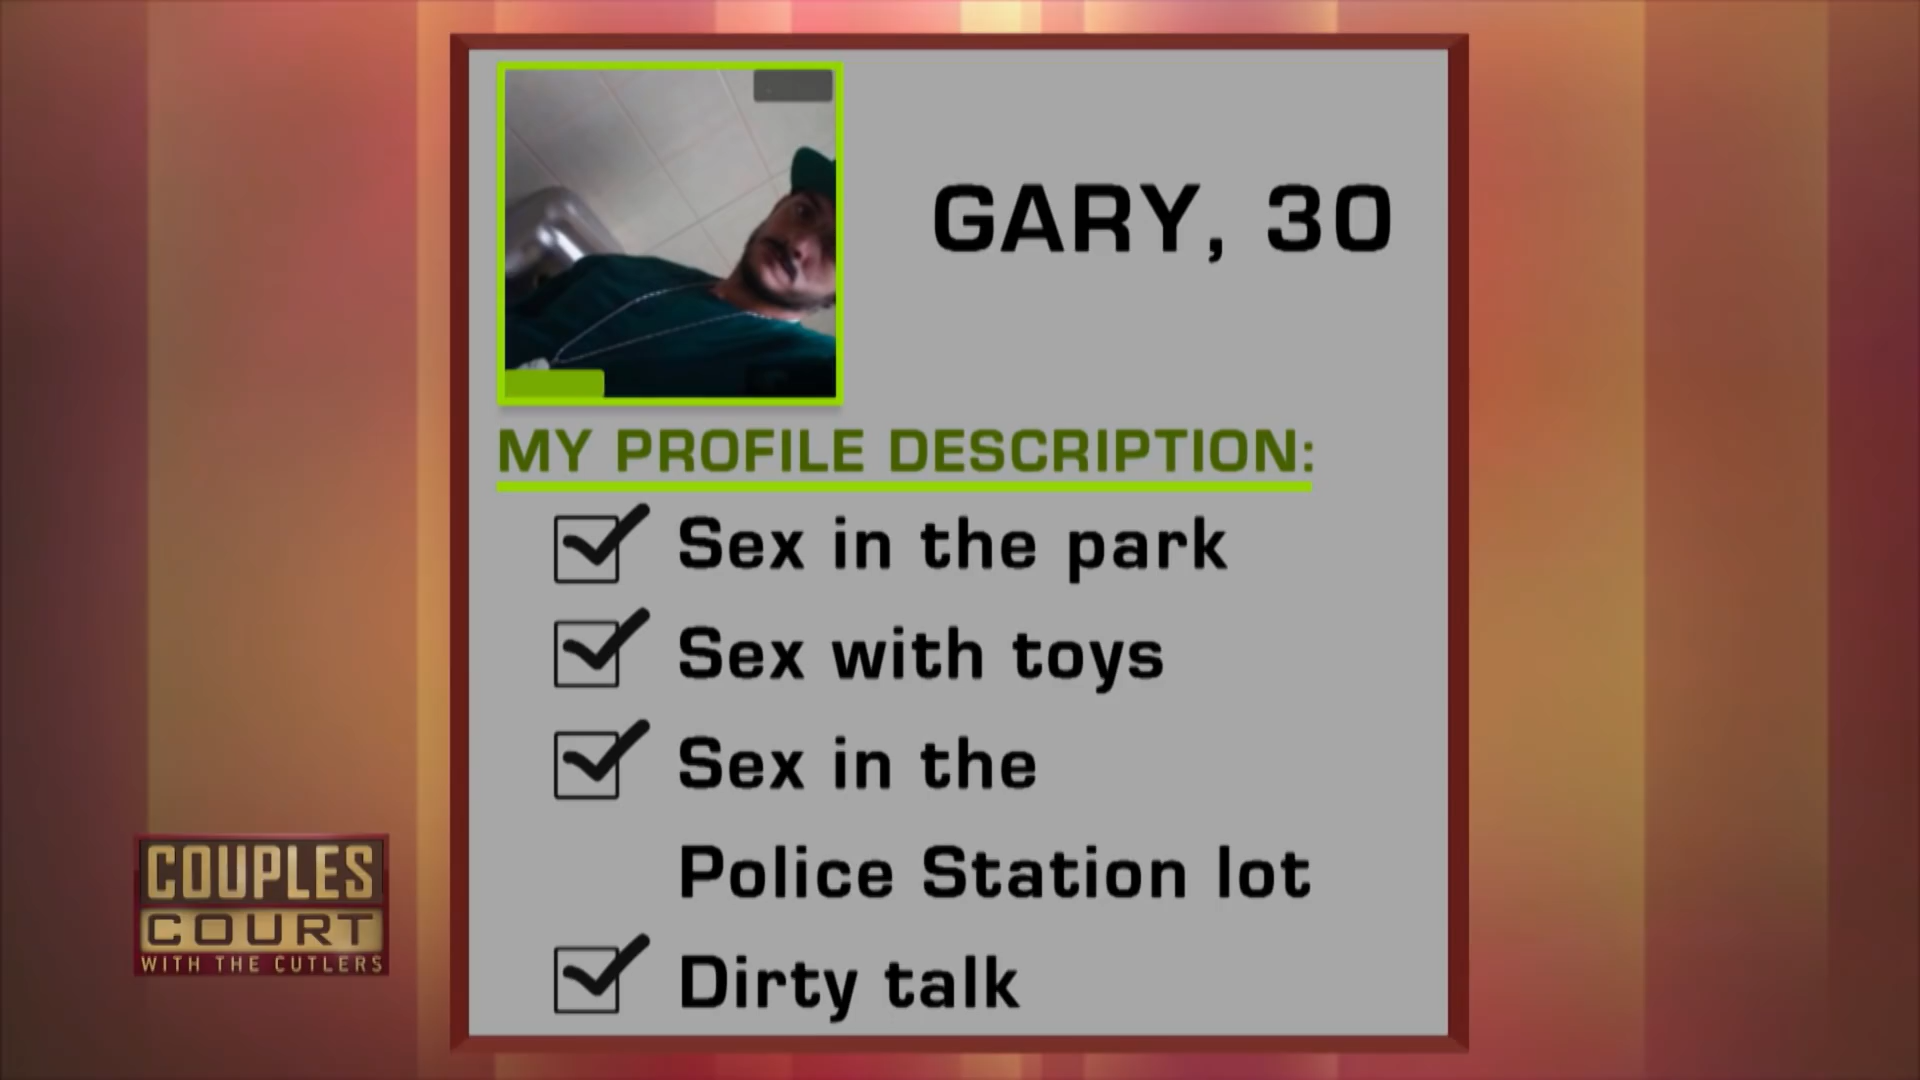 GARY, 30
MY PROFILE DESCRIPTION:
Sex in the park
Sex with toys
Sex in the
Police Station lot
Dirty talk
COUPLES
COURT
WITH THE CUTLERS